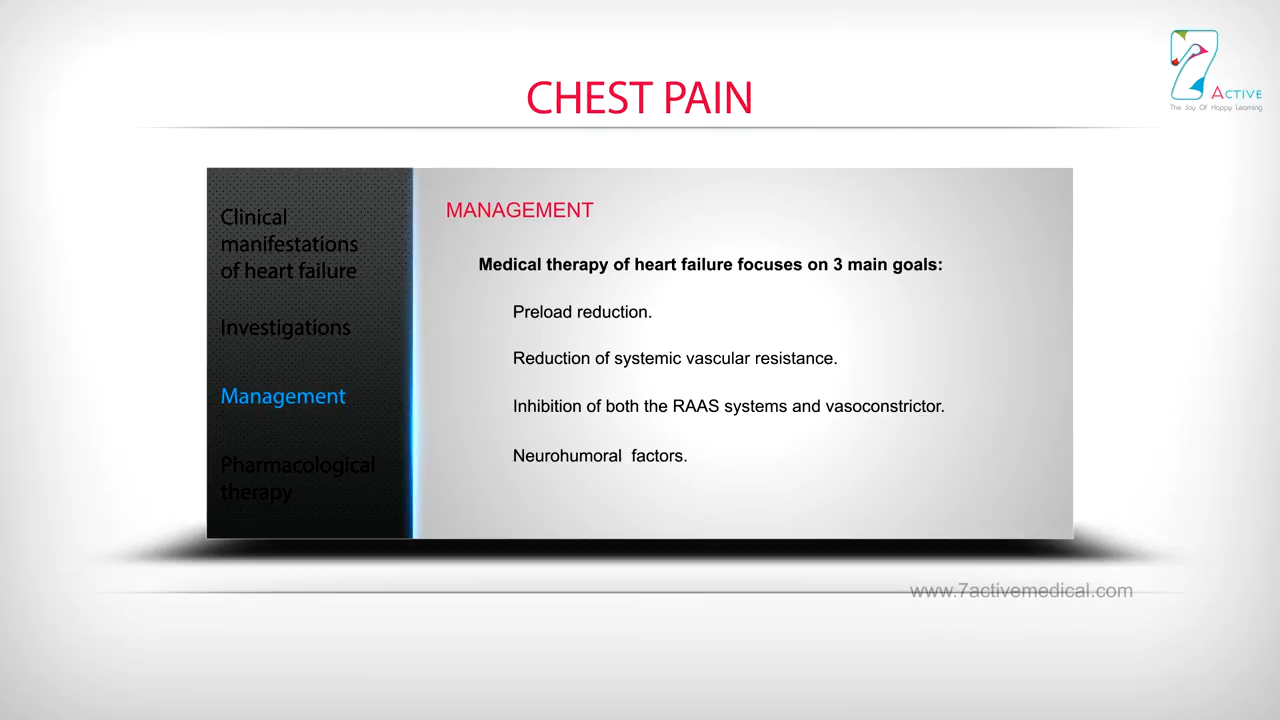 CHEST PAIN
7 ACTIVE
The Joy Of Happy Learning
Clinical
manifestations
of heart failure
Investigations
Management
Pharmacological
therapy
MANAGEMENT
Medical therapy of heart failure focuses on 3 main goals:
Preload reduction.
Reduction of systemic vascular resistance.
Inhibition of both the RAAS systems and vasoconstrictor.
Neurohumoral factors.
www.7activemedical.com